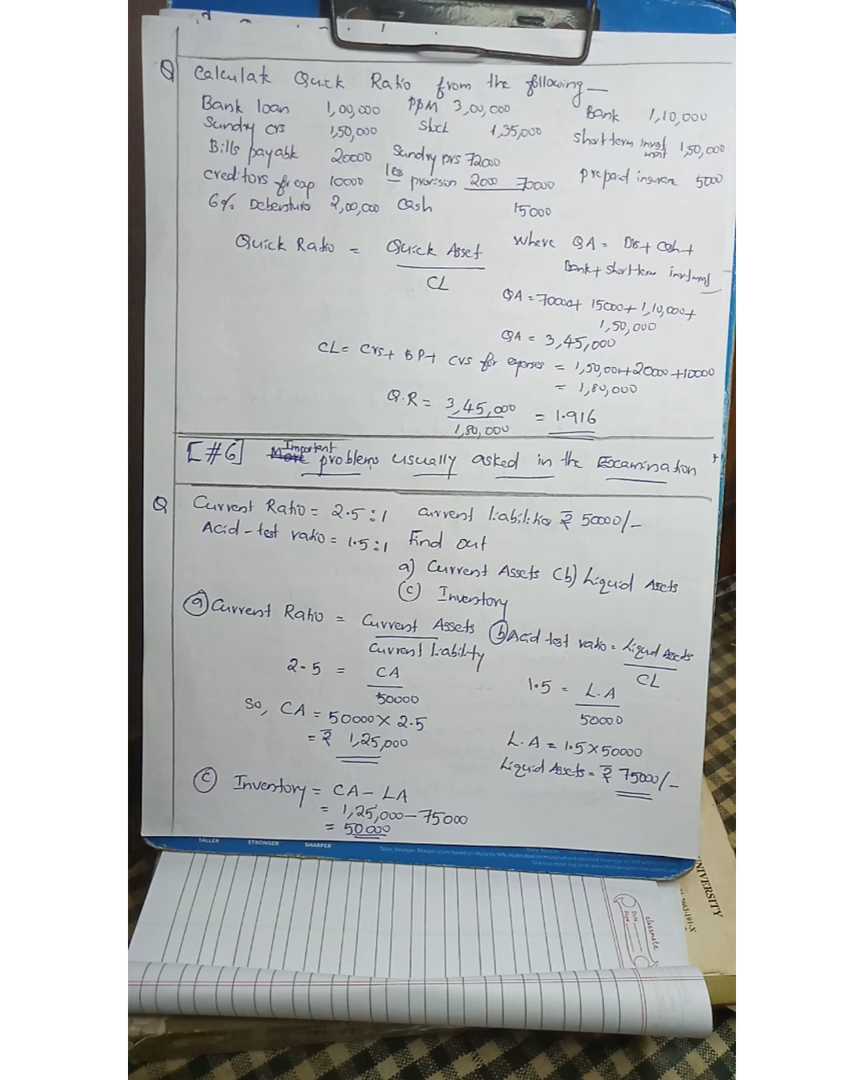 Q Calculate Quick Ratio from the following —
Bank loan 1,00,000 P&M 3,00,000 Bank 1,10,000
Sundry crs 1,50,000 stock 1,35,000 short term invest ment 1,50,000
Bills payable 20000 Sundry Drs 72000
creditors for exp 10000 less provision 2000 70000 prepaid insurance 5000
6% Debenture 2,00,000 cash 15000
Quick Ratio = Quick Asset / CL where QA = Drs + Cash +
Bank + short term
QA = 70000 + 15000 + 1,10,000 +
1,50,000
QA = 3,45,000
CL = Crs + BP + crs for expenses = 1,50,000 + 20000 + 10000
= 1,80,000
Q.R = 3,45,000 / 1,80,000 = 1.916
[#6] Important problems usually asked in the Examination
Q Current Ratio = 2.5:1 current liabilities ₹ 50000/-
Acid-test ratio = 1.5:1 Find out
a) Current Assets (b) Liquid Assets
(c) Inventory
(a) Current Ratio = Current Assets / Current liability
2.5 = CA / 50000
So, CA = 50000 × 2.5
= ₹ 1,25,000
(b) Acid test ratio = Liquid Assets / CL
1.5 = L.A / 50000
L.A = 1.5 × 50000
Liquid Assets = ₹ 75000/-
(c) Inventory = CA - LA
= 1,25,000 - 75000
= 50000
TALLER STRONGER SHARPER
UNIVERSITY
classmate